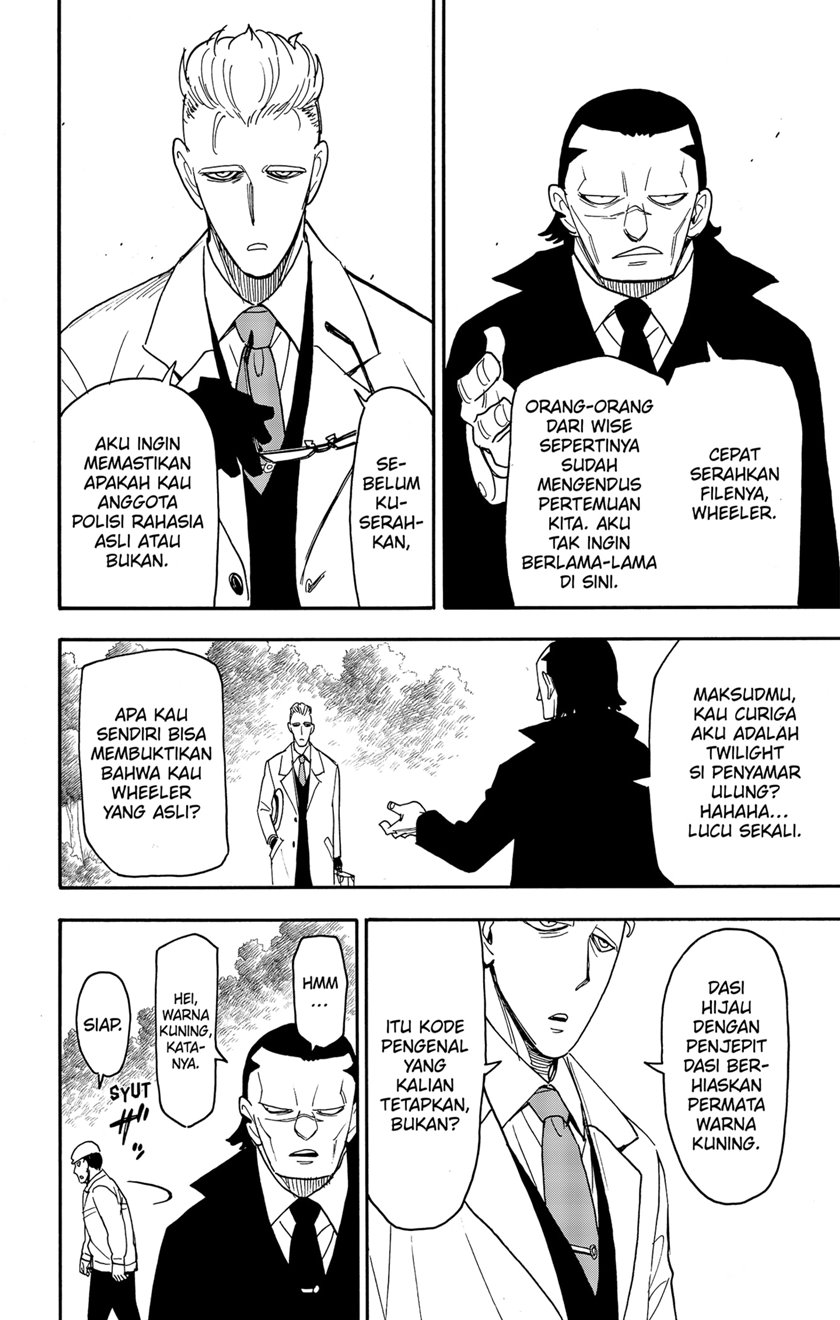 CEPAT
SERAHKAN
FILENYA,
WHEELER.
ORANG-ORANG
DARI WISE
SEPERTINYA
SUDAH
MENGENDUS
PERTEMUAN
KITA. AKU
TAK INGIN
BERLAMA-LAMA
DI SINI.
SE-
BELUM
KU-
SERAH-
KAN,
AKU INGIN
MEMASTIKAN
APAKAH KAU
ANGGOTA
POLISI RAHASIA
ASLI ATAU
BUKAN.
MAKSUDMU,
KAU CURIGA
AKU ADALAH
TWILIGHT
SI PENYAMAR
ULUNG?
HAHAHA...
LUCU SEKALI.
APA KAU
SENDIRI BISA
MEMBUKTIKAN
BAHWA KAU
WHEELER
YANG ASLI?
DASI
HIJAU
DENGAN
PENJEPIT
DASI BER-
HIASKAN
PERMATA
WARNA
KUNING.
ITU KODE
PENGENAL
YANG
KALIAN
TETAPKAN,
BUKAN?
HMM
...
HEI,
WARNA
KUNING,
KATA-
NYA.
SIAP.
SYUT